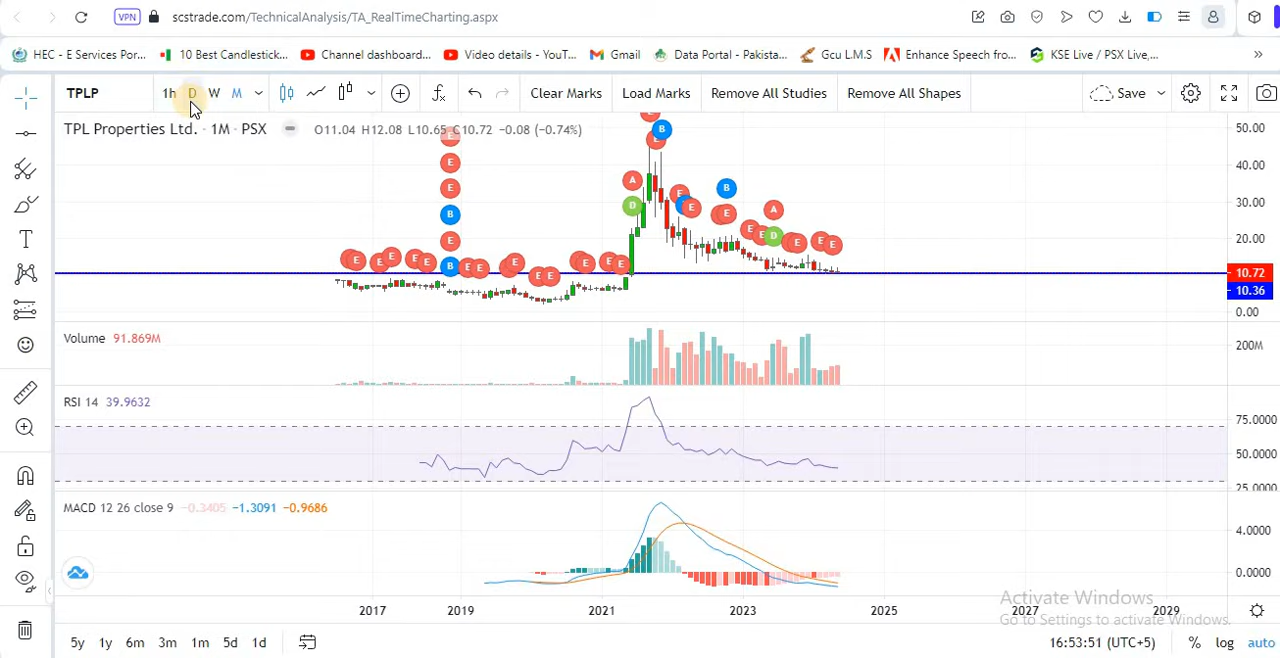 VPN scstrade.com/TechnicalAnalysis/TA_RealTimeCharting.aspx
HEC - E Services Por... 10 Best Candlestick... Channel dashboard... Video details - YouT... Gmail Data Portal - Pakista... Gcu L.M.S Enhance Speech fro... KSE Live / PSX Live,... »
TPLP 1h D W M Clear Marks Load Marks Remove All Studies Remove All Shapes Save
TPL Properties Ltd. · 1M · PSX O11.04 H12.08 L10.65 C10.72 −0.08 (−0.74%)
50.00
40.00
30.00
20.00
10.72
10.36
0.00
E B
E E
E A E B
E D B E E A
B E E E D E E E
E E E E E E E
E B E E E E E E E E E
E E
Volume 91.869M
200M
RSI 14 39.9632
75.0000
50.0000
25.0000
MACD 12 26 close 9 −0.3405 −1.3091 −0.9686
4.0000
0.0000
2017 2019 2021 2023 2025 2027 2029
Activate Windows
Go to Settings to activate Windows.
5y 1y 6m 3m 1m 5d 1d 16:53:51 (UTC+5) % log auto
T